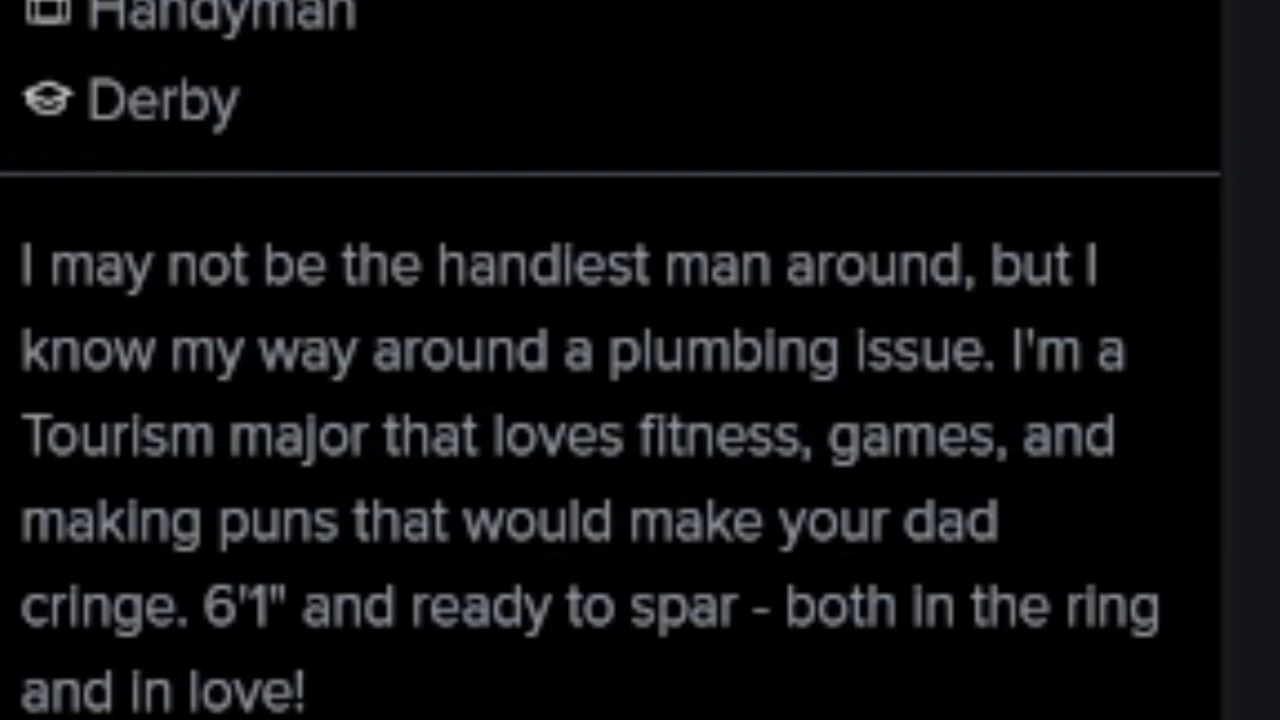 Handyman
Derby
I may not be the handiest man around, but I
know my way around a plumbing issue. I'm a
Tourism major that loves fitness, games, and
making puns that would make your dad
cringe. 6'1" and ready to spar - both in the ring
and in love!